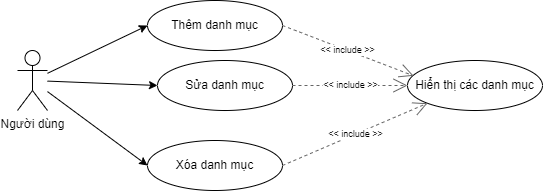 Thêm danh mục
<< include >>
Sửa danh mục
<< include >>
Hiển thị các danh mục
Người dùng
<< include >>
Xóa danh mục